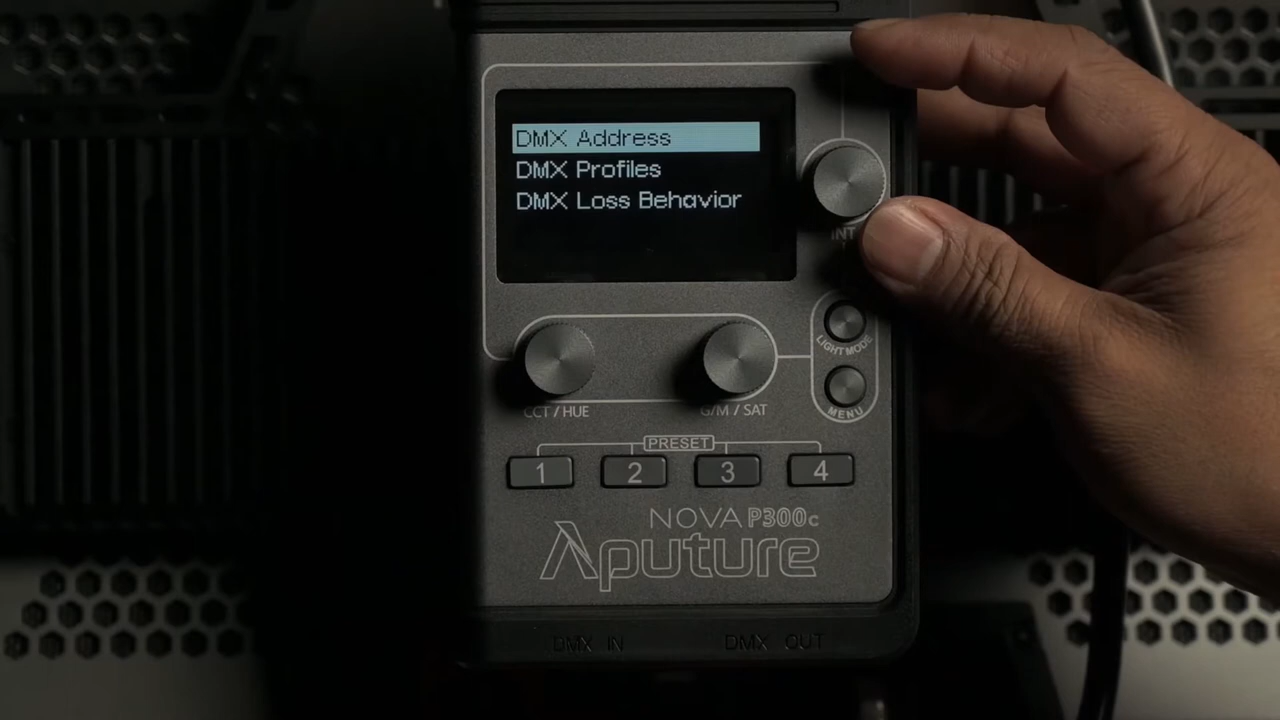 DMX Address
DMX Profiles
DMX Loss Behavior
INT
LIGHT MODE
CCT / HUE
G/M / SAT
MENU
PRESET
1 2 3 4
NOVA P300c
Aputure
DMX IN
DMX OUT